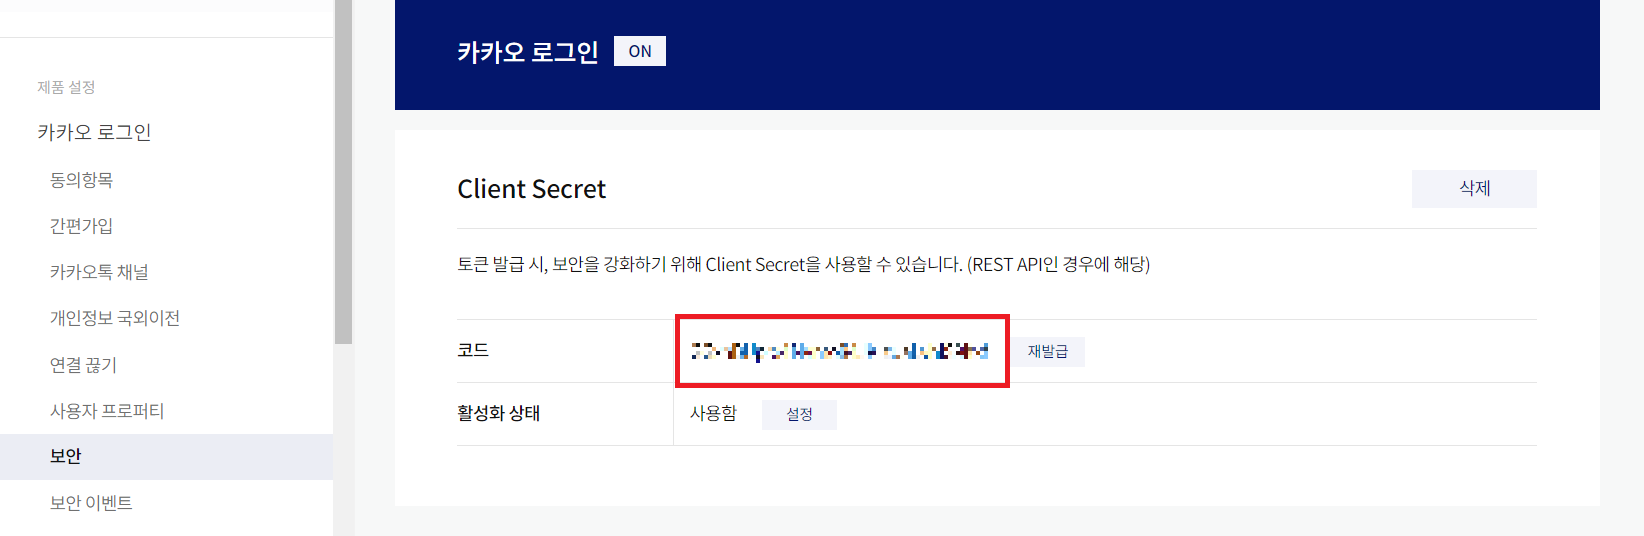 제품 설정
카카오 로그인
동의항목
간편가입
카카오톡 채널
개인정보 국외이전
연결 끊기
사용자 프로퍼티
보안
보안 이벤트
카카오 로그인 ON
Client Secret 삭제
토큰 발급 시, 보안을 강화하기 위해 Client Secret을 사용할 수 있습니다. (REST API인 경우에 해당)
코드 재발급
활성화 상태 사용함 설정